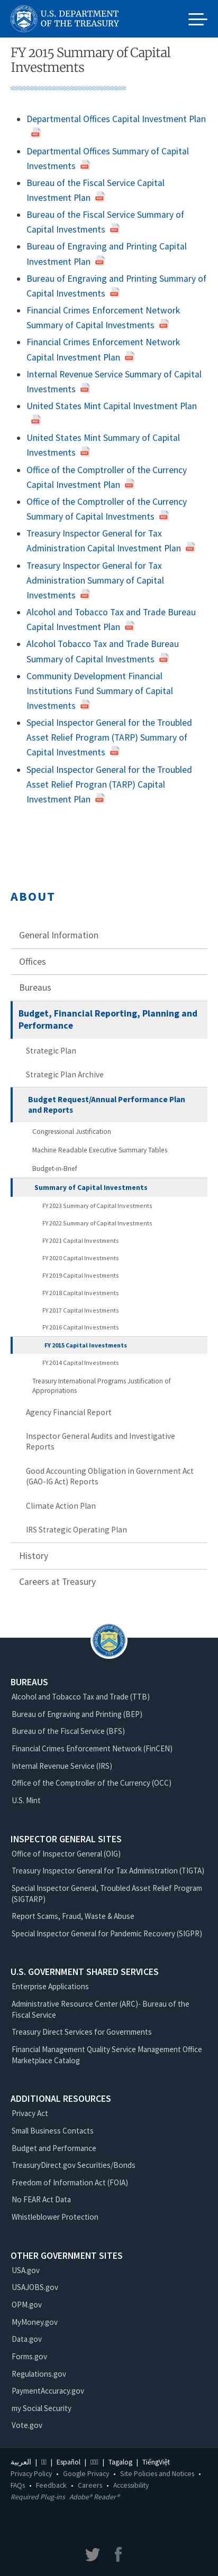 U.S. DEPARTMENT
OF THE TREASURY
FY 2015 Summary of Capital
Investments
Departmental Offices Capital Investment Plan
Departmental Offices Summary of Capital
Investments
Bureau of the Fiscal Service Capital
Investment Plan
Bureau of the Fiscal Service Summary of
Capital Investments
Bureau of Engraving and Printing Capital
Investment Plan
Bureau of Engraving and Printing Summary of
Capital Investments
Financial Crimes Enforcement Network
Summary of Capital Investments
Financial Crimes Enforcement Network
Capital Investment Plan
Internal Revenue Service Summary of Capital
Investments
United States Mint Capital Investment Plan
United States Mint Summary of Capital
Investments
Office of the Comptroller of the Currency
Capital Investment Plan
Office of the Comptroller of the Currency
Summary of Capital Investments
Treasury Inspector General for Tax
Administration Capital Investment Plan
Treasury Inspector General for Tax
Administration Summary of Capital
Investments
Alcohol and Tobacco Tax and Trade Bureau
Capital Investment Plan
Alcohol Tobacco Tax and Trade Bureau
Summary of Capital Investments
Community Development Financial
Institutions Fund Summary of Capital
Investments
Special Inspector General for the Troubled
Asset Relief Program (TARP) Summary of
Capital Investments
Special Inspector General for the Troubled
Asset Relief Progran (TARP) Capital
Investment Plan
ABOUT
General Information
Offices
Bureaus
Budget, Financial Reporting, Planning and
Performance
Strategic Plan
Strategic Plan Archive
Budget Request/Annual Performance Plan
and Reports
Congressional Justification
Machine Readable Executive Summary Tables
Budget-in-Brief
Summary of Capital Investments
FY 2023 Summary of Capital Investments
FY 2022 Summary of Capital Investments
FY 2021 Capital Investments
FY 2020 Capital Investments
FY 2019 Capital Investments
FY 2018 Capital Investments
FY 2017 Capital Investments
FY 2016 Capital Investments
FY 2015 Capital Investments
FY 2014 Capital Investments
Treasury International Programs Justification of
Appropriations
Agency Financial Report
Inspector General Audits and Investigative
Reports
Good Accounting Obligation in Government Act
(GAO-IG Act) Reports
Climate Action Plan
IRS Strategic Operating Plan
History
Careers at Treasury
BUREAUS
Alcohol and Tobacco Tax and Trade (TTB)
Bureau of Engraving and Printing (BEP)
Bureau of the Fiscal Service (BFS)
Financial Crimes Enforcement Network (FinCEN)
Internal Revenue Service (IRS)
Office of the Comptroller of the Currency (OCC)
U.S. Mint
INSPECTOR GENERAL SITES
Office of Inspector General (OIG)
Treasury Inspector General for Tax Administration (TIGTA)
Special Inspector General, Troubled Asset Relief Program
(SIGTARP)
Report Scams, Fraud, Waste & Abuse
Special Inspector General for Pandemic Recovery (SIGPR)
U.S. GOVERNMENT SHARED SERVICES
Enterprise Applications
Administrative Resource Center (ARC)- Bureau of the
Fiscal Service
Treasury Direct Services for Governments
Financial Management Quality Service Management Office
Marketplace Catalog
ADDITIONAL RESOURCES
Privacy Act
Small Business Contacts
Budget and Performance
TreasuryDirect.gov Securities/Bonds
Freedom of Information Act (FOIA)
No FEAR Act Data
Whistleblower Protection
OTHER GOVERNMENT SITES
USA.gov
USAJOBS.gov
OPM.gov
MyMoney.gov
Data.gov
Forms.gov
Regulations.gov
PaymentAccuracy.gov
my Social Security
Vote.gov
العربية | | Español | | Tagalog | TiếngViệt
Privacy Policy • Google Privacy • Site Policies and Notices •
FAQs • Feedback • Careers • Accessibility
Required Plug-ins Adobe® Reader®